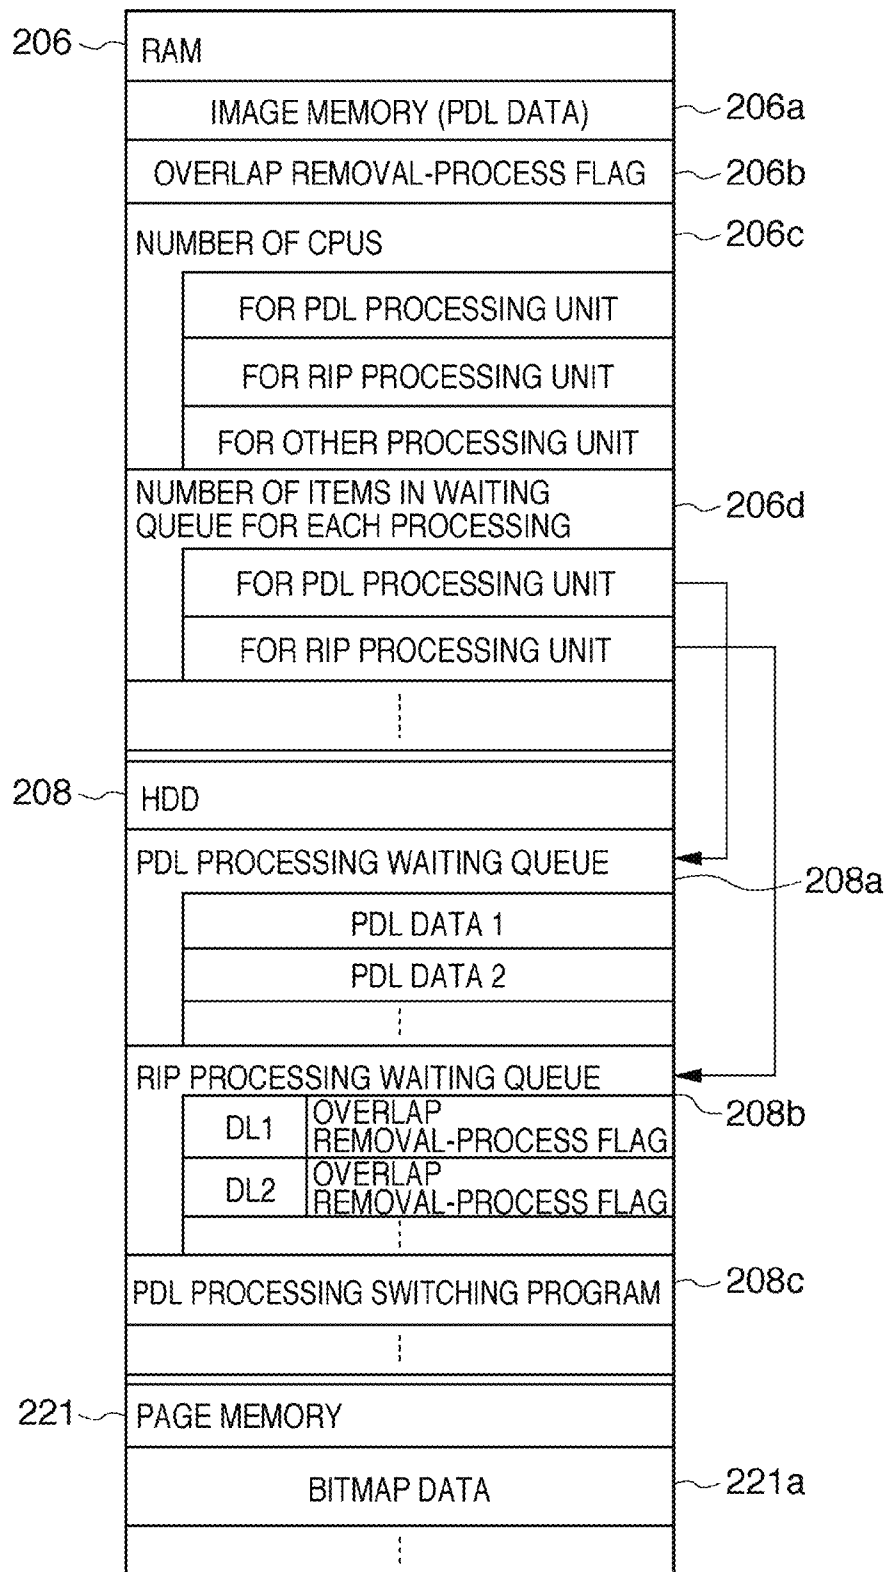 206
RAM
IMAGE MEMORY (PDL DATA)
206a
OVERLAP REMOVAL-PROCESS FLAG
206b
NUMBER OF CPUS
206c
FOR PDL PROCESSING UNIT
FOR RIP PROCESSING UNIT
FOR OTHER PROCESSING UNIT
NUMBER OF ITEMS IN WAITING
QUEUE FOR EACH PROCESSING
206d
FOR PDL PROCESSING UNIT
FOR RIP PROCESSING UNIT
208
HDD
PDL PROCESSING WAITING QUEUE
208a
PDL DATA 1
PDL DATA 2
RIP PROCESSING WAITING QUEUE
208b
DL1
OVERLAP
REMOVAL-PROCESS FLAG
DL2
OVERLAP
REMOVAL-PROCESS FLAG
PDL PROCESSING SWITCHING PROGRAM
208c
221
PAGE MEMORY
BITMAP DATA
221a